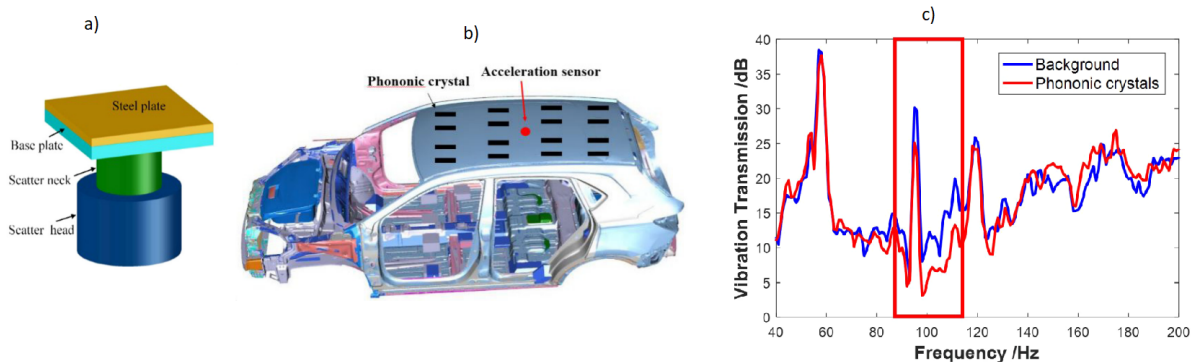 a)
Steel plate
Base plate
Scatter neck
Scatter head
b)
Acceleration sensor
Phononic crystal
c)
Vibration Transmission /dB
40
35
30
25
20
15
10
5
0
Background
Phononic crystals
40 60 80 100 120 140 160 180 200
Frequency /Hz